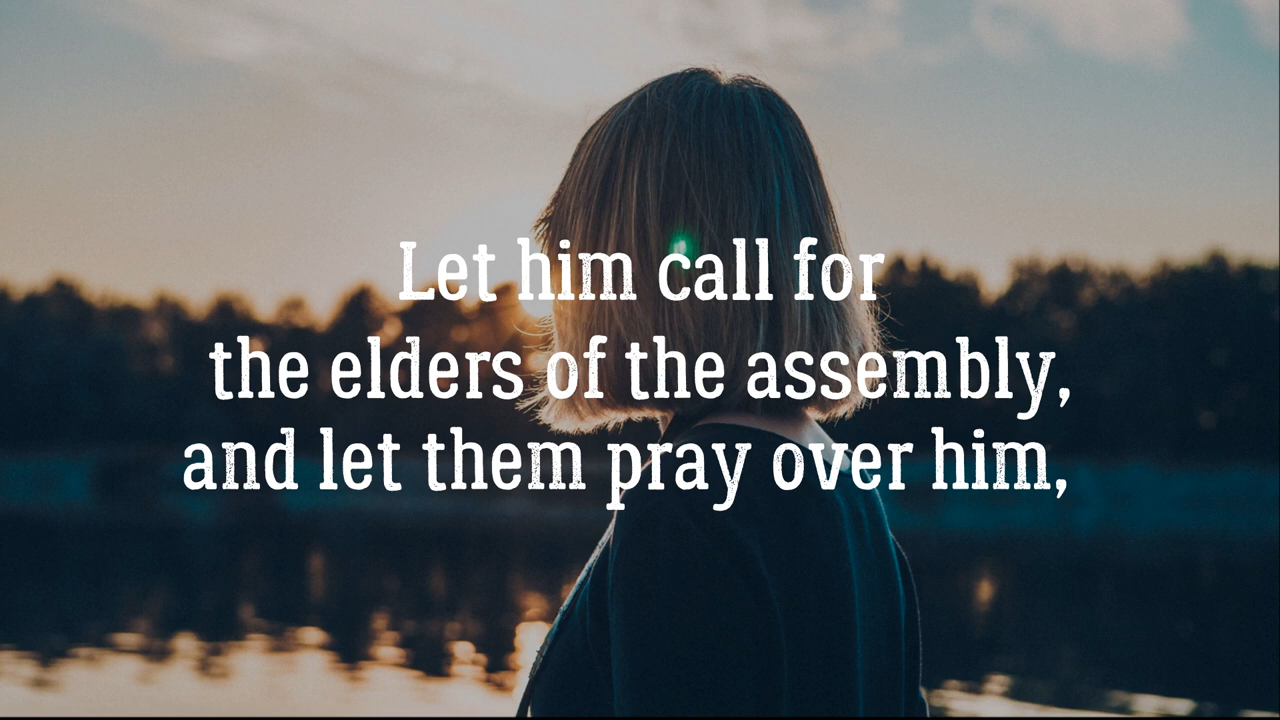 Let him call for
the elders of the assembly,
and let them pray over him,